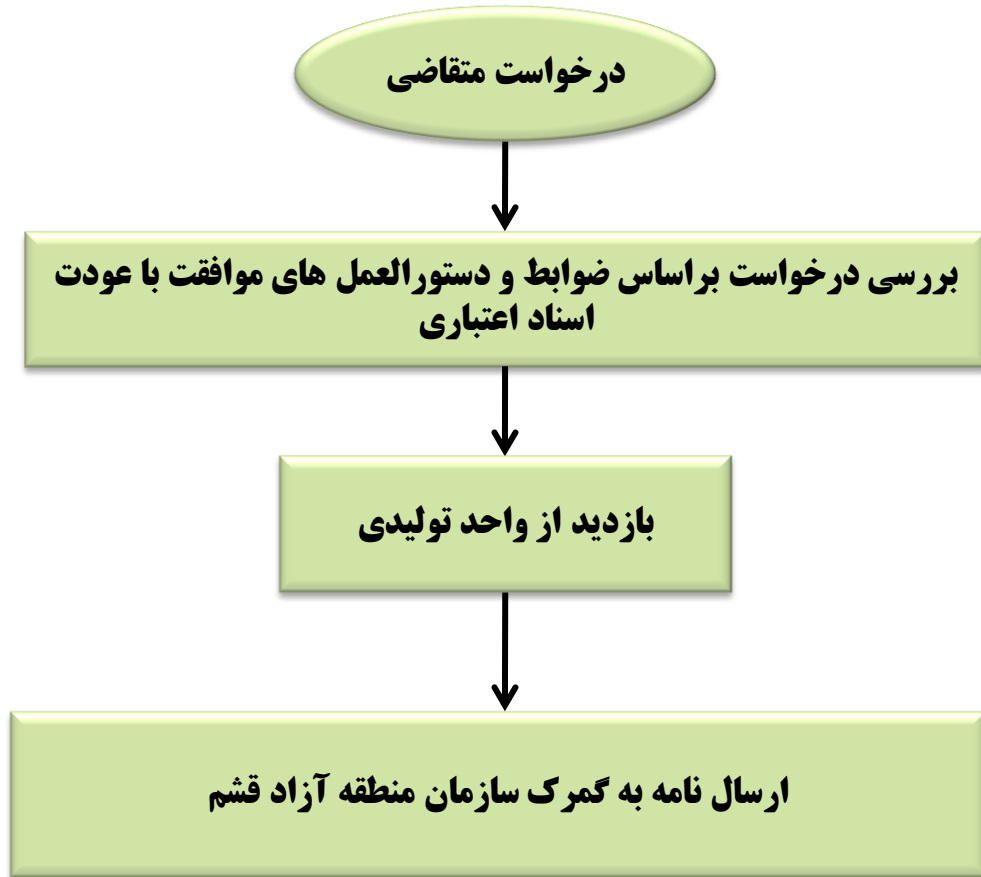 درخواست متقاضی
بررسی درخواست براساس ضوابط و دستورالعمل های موافقت با عودت
اسناد اعتباری
بازدید از واحد تولیدی
ارسال نامه به گمرک سازمان منطقه آزاد قشم